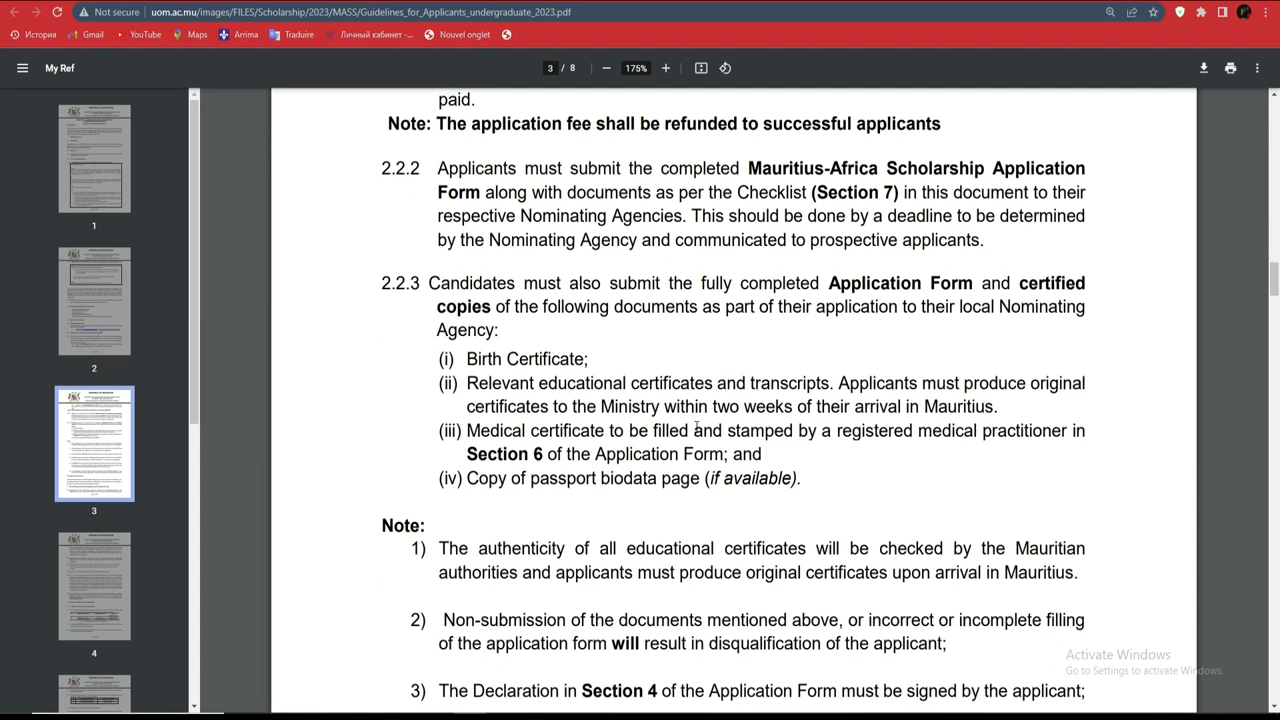 Not secure
uom.ac.mu/images/FILES/Scholarship/2023/MASS/Guidelines_for_Applicants_undergraduate_2023.pdf
История
Gmail
YouTube
Maps
Arrima
Traduire
Личный кабинет -...
Nouvel onglet
My Ref
3 / 8
175%
paid.
Note: The application fee shall be refunded to successful applicants
2.2.2 Applicants must submit the completed Mauritius-Africa Scholarship Application
Form along with documents as per the Checklist (Section 7) in this document to their
respective Nominating Agencies. This should be done by a deadline to be determined
by the Nominating Agency and communicated to prospective applicants.
2.2.3 Candidates must also submit the fully completed Application Form and certified
copies of the following documents as part of their application to their local Nominating
Agency:
(i) Birth Certificate;
(ii) Relevant educational certificates and transcripts. Applicants must produce original
certificates to the Ministry within two weeks of their arrival in Mauritius.
(iii) Medical certificate to be filled and stamped by a registered medical practitioner in
Section of the Application Form; and
(iv) Copy of passport biodata page (if available).
Note:
1) The authenticity of all educational certificates will be checked by the Mauritian
authorities and applicants must produce original certificates upon arrival in Mauritius.
2) Non-submission of the documents mentioned above, or incorrect or incomplete filling
of the application form will result in disqualification of the applicant;
3) The Declaration in Section 4 of the Application Form must be signed by the applicant;
Activate Windows
Go to Settings to activate Windows.
1
2
3
4